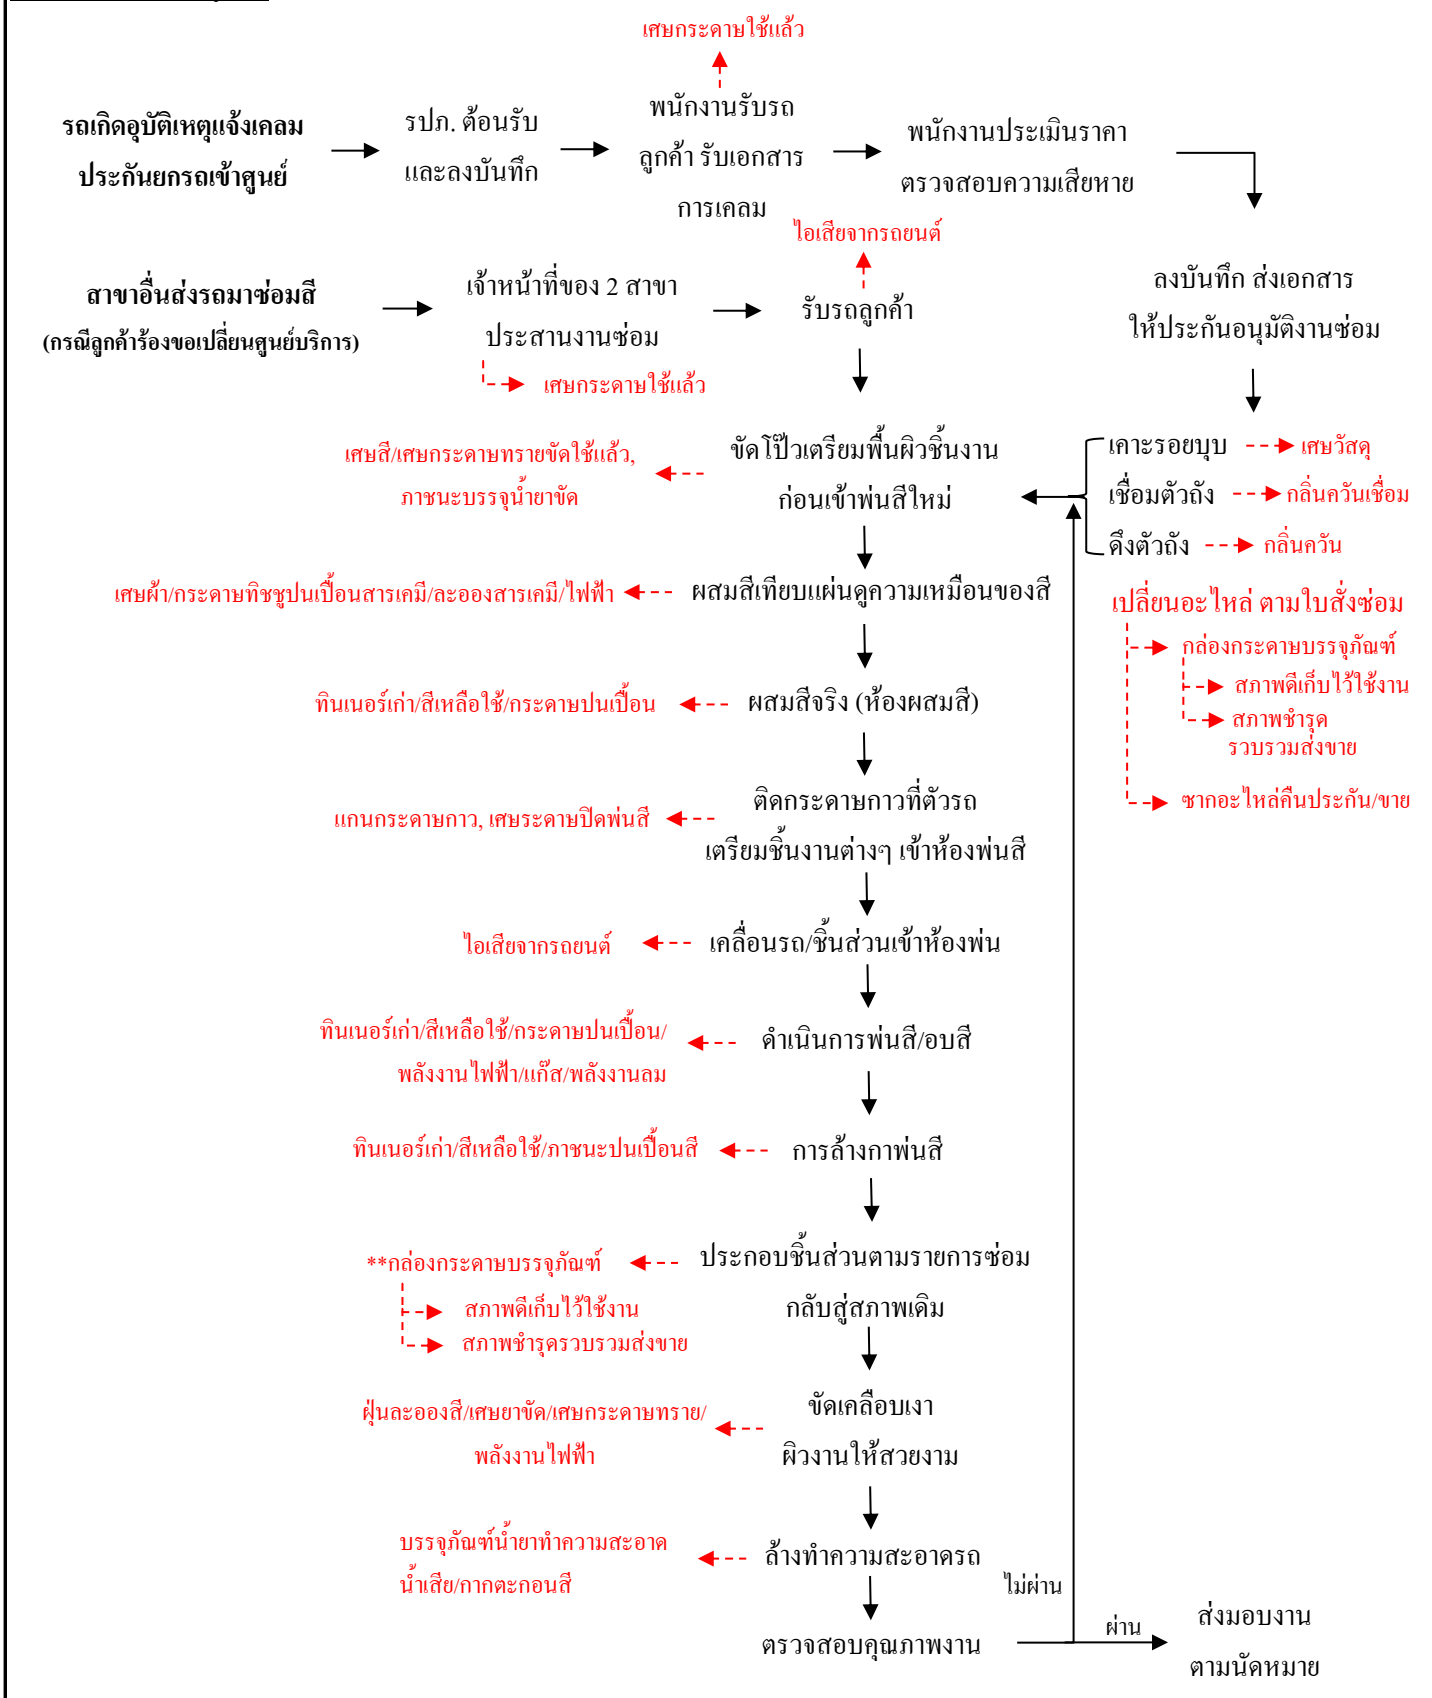 เศษกระดาษใช้แล้ว
รถเกิดอุบัติเหตุแจ้งเคลม
ประกันยกรถเข้าศูนย์
รปภ. ต้อนรับ
และลงบันทึก
พนักงานรับรถ
ลูกค้า รับเอกสาร
การเคลม
พนักงานประเมินราคา
ตรวจสอบความเสียหาย
ไอเสียจากรถยนต์
สาขาอื่นส่งรถมาซ่อมสี
(กรณีลูกค้าร้องขอเปลี่ยนศูนย์บริการ)
เจ้าหน้าที่ของ 2 สาขา
ประสานงานซ่อม
เศษกระดาษใช้แล้ว
รับรถลูกค้า
ลงบันทึก ส่งเอกสาร
ให้ประกันอนุมัติงานซ่อม
เศษสี/เศษกระดาษทรายขัดใช้แล้ว,
ภาชนะบรรจุน้ำยาขัด
ขัดโป๊วเตรียมพื้นผิวชิ้นงาน
ก่อนเข้าพ่นสีใหม่
เคาะรอยบุบ
เศษวัสดุ
เชื่อมตัวถัง
กลิ่นควันเชื่อม
ดึงตัวถัง
กลิ่นควัน
เศษผ้า/กระดาษทิชชูปนเปื้อนสารเคมี/ละอองสารเคมี/ไฟฟ้า
ผสมสีเทียบแผ่นดูความเหมือนของสี
เปลี่ยนอะไหล่ ตามใบสั่งซ่อม
กล่องกระดาษบรรจุภัณฑ์
สภาพดีเก็บไว้ใช้งาน
สภาพชำรุด
รวบรวมส่งขาย
ซากอะไหล่คืนประกัน/ขาย
ทินเนอร์เก่า/สีเหลือใช้/กระดาษปนเปื้อน
ผสมสีจริง (ห้องผสมสี)
แกนกระดาษกาว, เศษระดาษปิดพ่นสี
ติดกระดาษกาวที่ตัวรถ
เตรียมชิ้นงานต่างๆ เข้าห้องพ่นสี
ไอเสียจากรถยนต์
เคลื่อนรถ/ชิ้นส่วนเข้าห้องพ่น
ทินเนอร์เก่า/สีเหลือใช้/กระดาษปนเปื้อน/
พลังงานไฟฟ้า/แก๊ส/พลังงานลม
ดำเนินการพ่นสี/อบสี
ทินเนอร์เก่า/สีเหลือใช้/ภาชนะปนเปื้อนสี
การล้างกาพ่นสี
**กล่องกระดาษบรรจุภัณฑ์
สภาพดีเก็บไว้ใช้งาน
สภาพชำรุดรวบรวมส่งขาย
ประกอบชิ้นส่วนตามรายการซ่อม
กลับสู่สภาพเดิม
ฝุ่นละอองสี/เศษยาขัด/เศษกระดาษทราย/
พลังงานไฟฟ้า
ขัดเคลือบเงา
ผิวงานให้สวยงาม
บรรจุภัณฑ์น้ำยาทำความสะอาด
น้ำเสีย/กากตะกอนสี
ล้างทำความสะอาดรถ
ไม่ผ่าน
ตรวจสอบคุณภาพงาน
ผ่าน
ส่งมอบงาน
ตามนัดหมาย